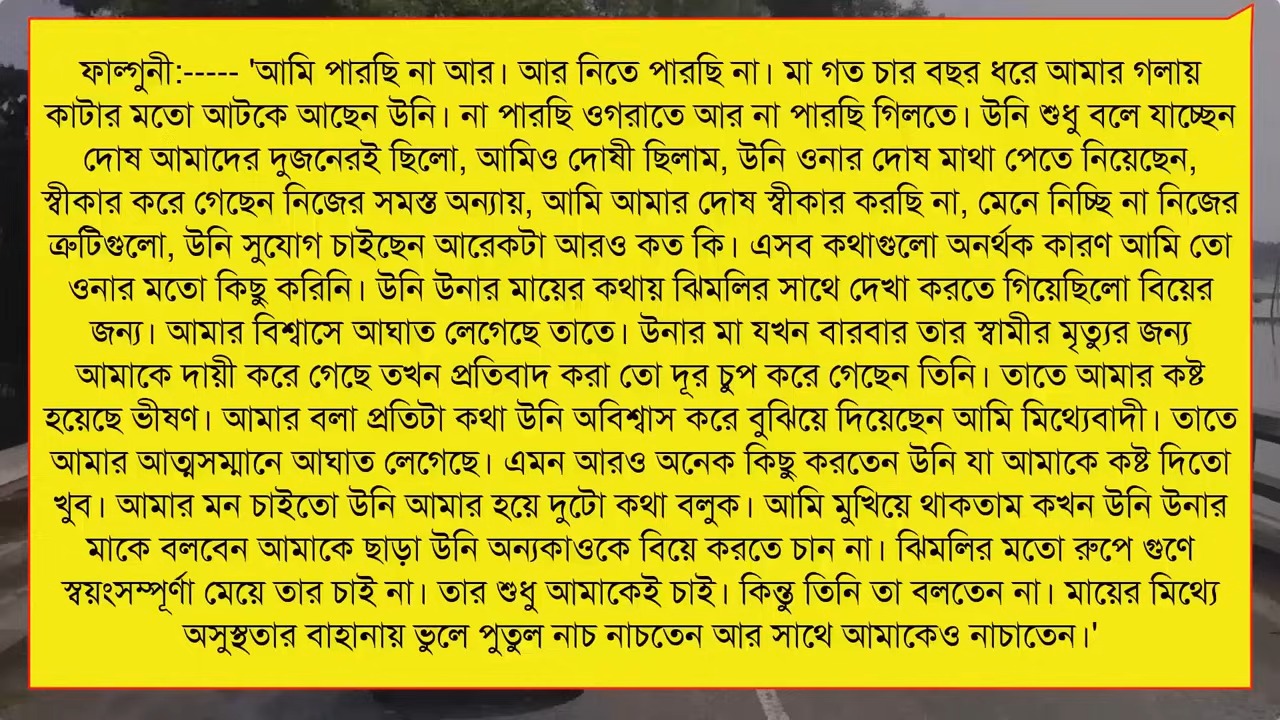 ফাল্গুনী:----- 'আমি পারছি না আর। আর নিতে পারছি না। মা গত চার বছর ধরে আমার গলায়
কাটার মতো আটকে আছেন উনি। না পারছি ওগরাতে আর না পারছি গিলতে। উনি শুধু বলে যাচ্ছেন
দোষ আমাদের দুজনেরই ছিলো, আমিও দোষী ছিলাম, উনি ওনার দোষ মাথা পেতে নিয়েছেন,
স্বীকার করে গেছেন নিজের সমস্ত অন্যায়, আমি আমার দোষ স্বীকার করছি না, মেনে নিচ্ছি না নিজের
ত্রুটিগুলো, উনি সুযোগ চাইছেন আরেকটা আরও কত কি। এসব কথাগুলো অনর্থক কারণ আমি তো
ওনার মতো কিছু করিনি। উনি উনার মায়ের কথায় ঝিমলির সাথে দেখা করতে গিয়েছিলো বিয়ের
জন্য। আমার বিশ্বাসে আঘাত লেগেছে তাতে। উনার মা যখন বারবার তার স্বামীর মৃত্যুর জন্য
আমাকে দায়ী করে গেছে তখন প্রতিবাদ করা তো দূর চুপ করে গেছেন তিনি। তাতে আমার কষ্ট
হয়েছে ভীষণ। আমার বলা প্রতিটা কথা উনি অবিশ্বাস করে বুঝিয়ে দিয়েছেন আমি মিথ্যেবাদী। তাতে
আমার আত্মসম্মানে আঘাত লেগেছে। এমন আরও অনেক কিছু করতেন উনি যা আমাকে কষ্ট দিতো
খুব। আমার মন চাইতো উনি আমার হয়ে দুটো কথা বলুক। আমি মুখিয়ে থাকতাম কখন উনি উনার
মাকে বলবেন আমাকে ছাড়া উনি অন্যকাওকে বিয়ে করতে চান না। ঝিমলির মতো রুপে গুণে
স্বয়ংসম্পূর্ণা মেয়ে তার চাই না। তার শুধু আমাকেই চাই। কিন্তু তিনি তা বলতেন না। মায়ের মিথ্যে
অসুস্থতার বাহানায় ভুলে পুতুল নাচ নাচতেন আর সাথে আমাকেও নাচাতেন।'